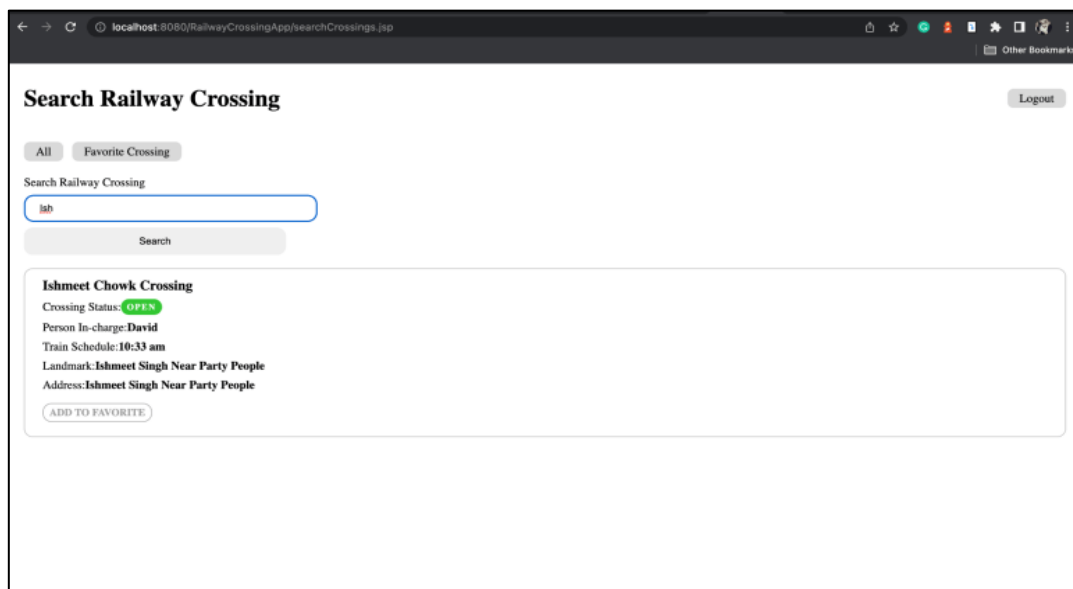 localhost:8080/RailwayCrossingApp/searchCrossings.jsp
Other Bookmarks
Search Railway Crossing
Logout
All Favorite Crossing
Search Railway Crossing
Ish
Search
Ishmeet Chowk Crossing
Crossing Status:OPEN
Person In-charge:David
Train Schedule:10:33 am
Landmark:Ishmeet Singh Near Party People
Address:Ishmeet Singh Near Party People
ADD TO FAVORITE